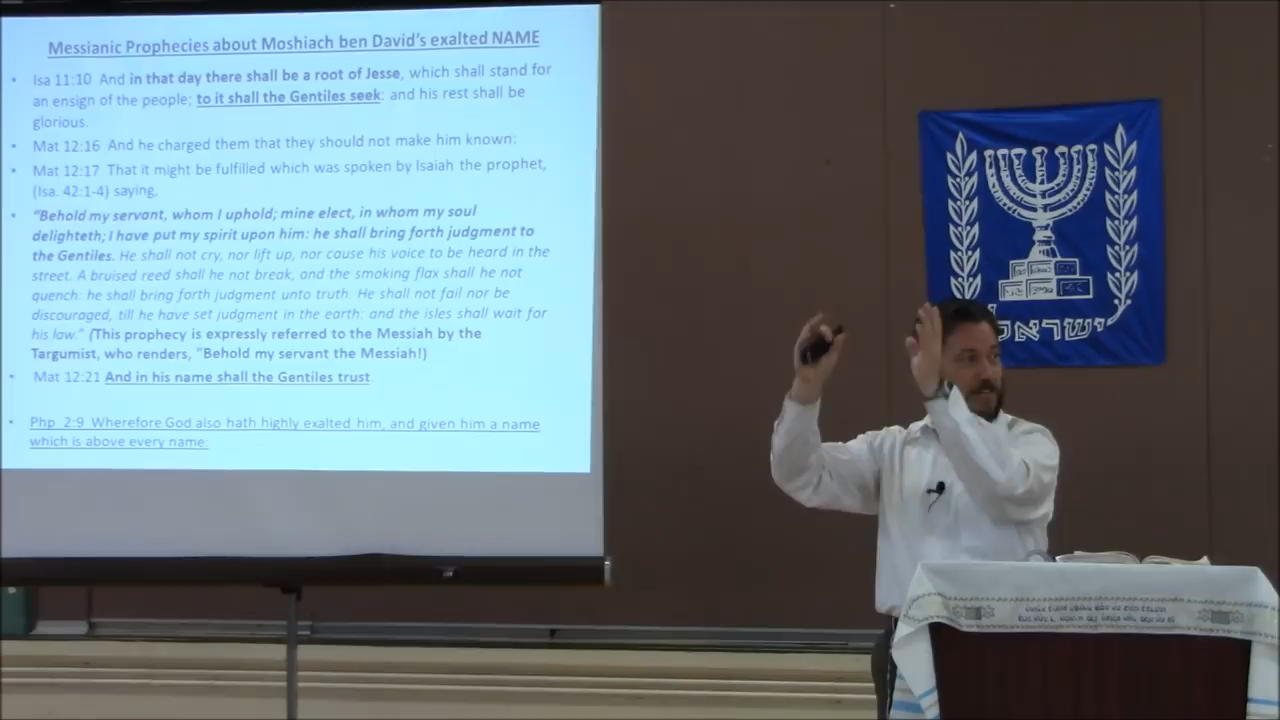 Messianic Prophecies about Moshiach ben David's exalted NAME
• Isa 11:10 And in that day there shall be a root of Jesse, which shall stand for
an ensign of the people; to it shall the Gentiles seek: and his rest shall be
glorious.
• Mat 12:16 And he charged them that they should not make him known:
• Mat 12:17 That it might be fulfilled which was spoken by Isaiah the prophet,
(Isa. 42:1-4) saying,
• "Behold my servant, whom I uphold; mine elect, in whom my soul
delighteth; I have put my spirit upon him: he shall bring forth judgment to
the Gentiles. He shall not cry, nor lift up, nor cause his voice to be heard in the
street. A bruised reed shall he not break, and the smoking flax shall he not
quench: he shall bring forth judgment unto truth. He shall not fail nor be
discouraged, till he have set judgment in the earth: and the isles shall wait for
his law." (This prophecy is expressly referred to the Messiah by the
Targumist, who renders, "Behold my servant the Messiah!)
• Mat 12:21 And in his name shall the Gentiles trust.
• Php 2:9 Wherefore God also hath highly exalted him, and given him a name
which is above every name:
ישראל